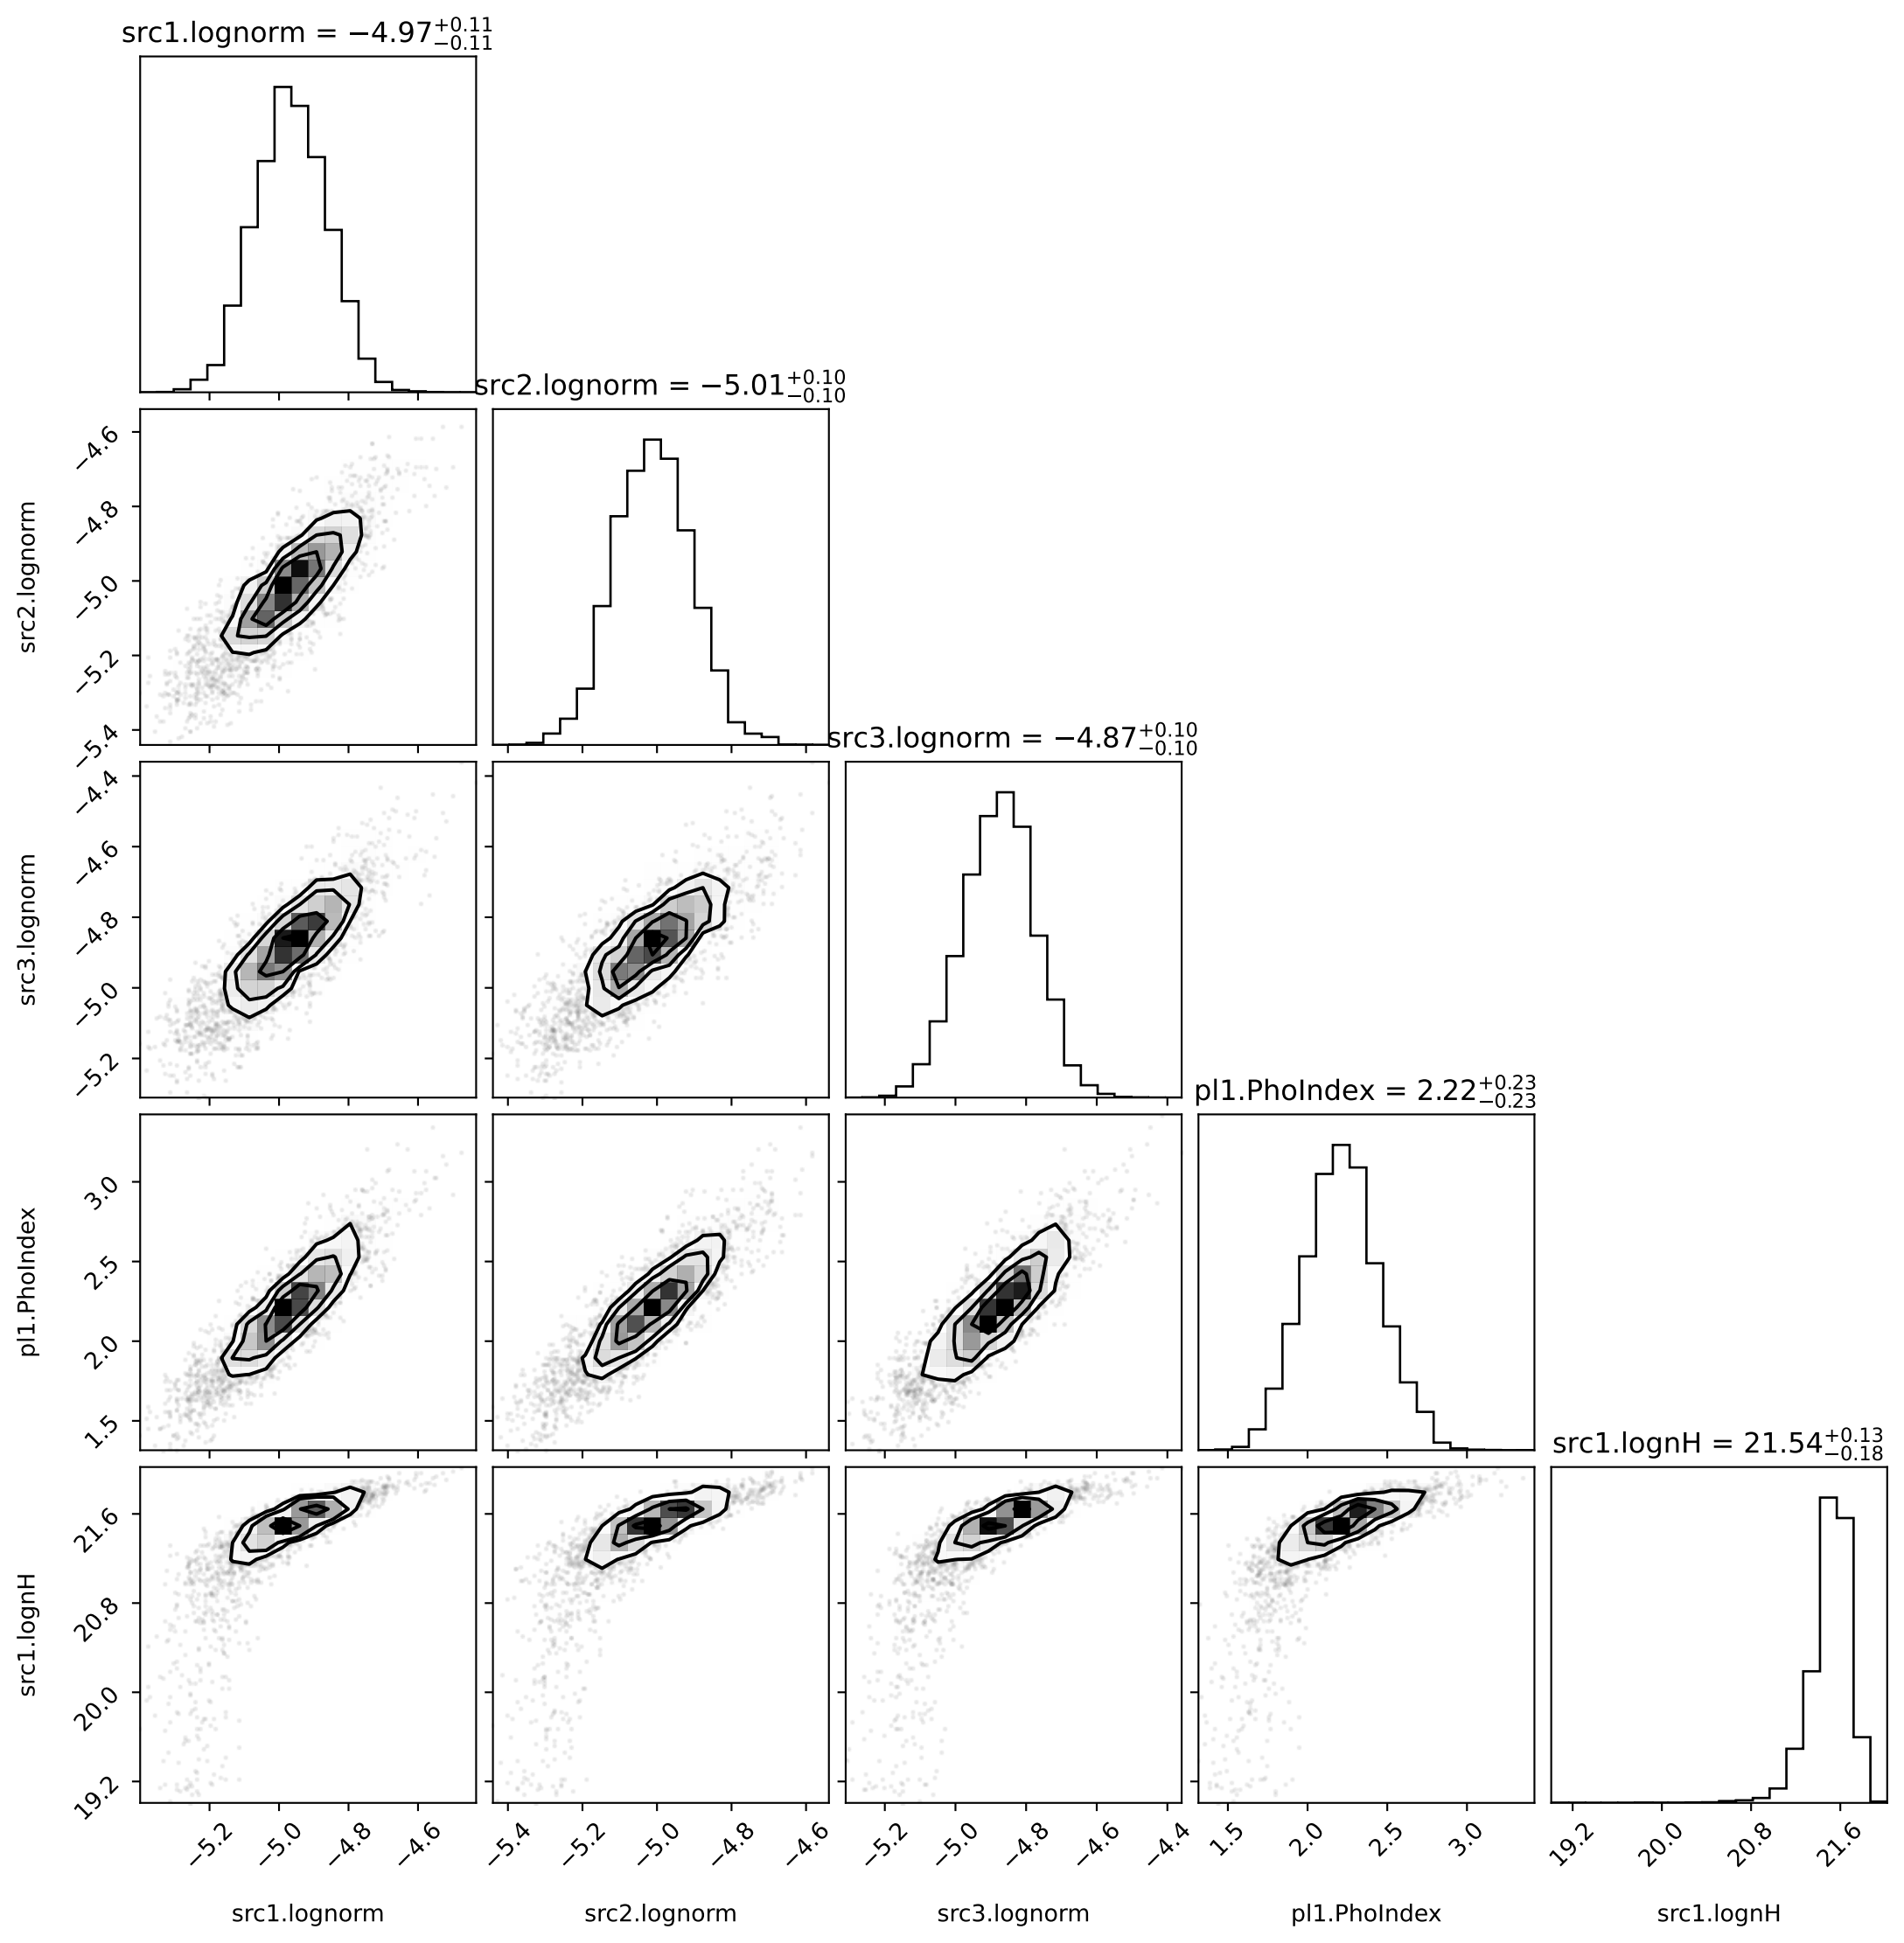 src1.lognorm = −4.97+0.11 −0.11
src2.lognorm = −5.01+0.10 −0.10
−4.6
−4.8
−5.0
−5.2
−5.4
src2.lognorm
src3.lognorm = −4.87+0.10 −0.10
−4.4
−4.6
−4.8
−5.0
−5.2
src3.lognorm
pl1.PhoIndex = 2.22+0.23 −0.23
3.0
2.5
2.0
1.5
pl1.PhoIndex
src1.lognH = 21.54+0.13 −0.18
21.6
20.8
20.0
19.2
src1.lognH
−5.2 −5.0 −4.8 −4.6
−5.4 −5.2 −5.0 −4.8 −4.6
−5.2 −5.0 −4.8 −4.6 −4.4
1.5 2.0 2.5 3.0
19.2 20.0 20.8 21.6
src1.lognorm
src2.lognorm
src3.lognorm
pl1.PhoIndex
src1.lognH